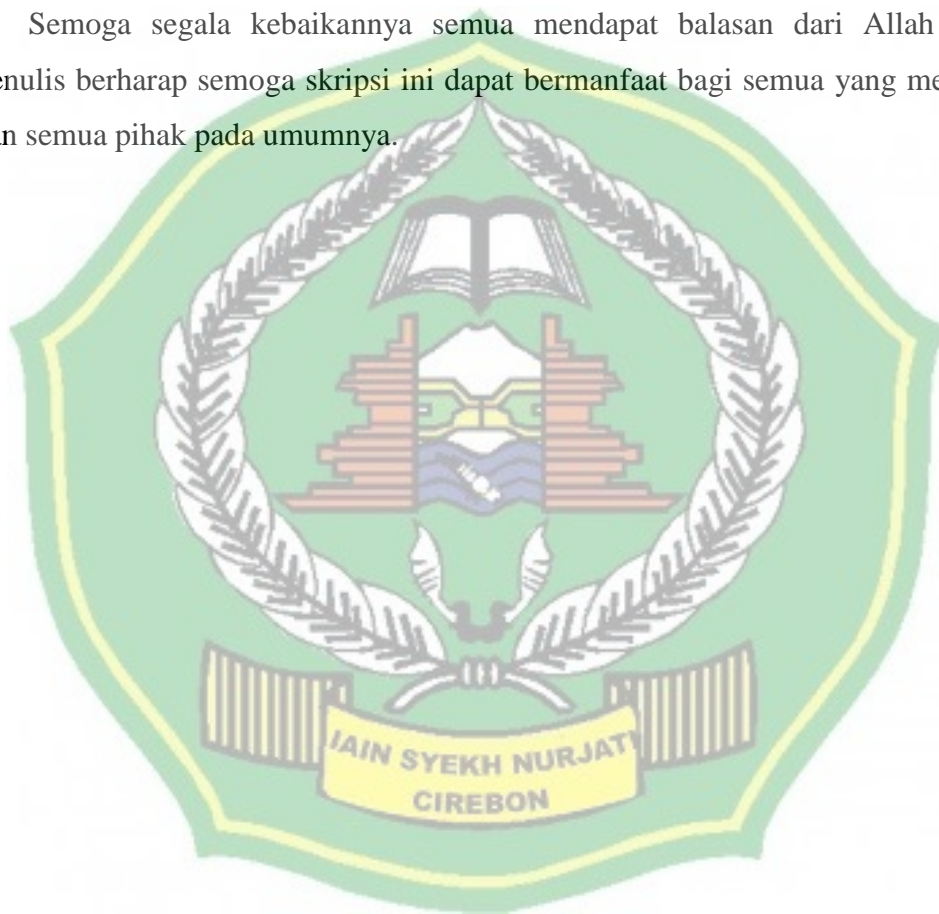 Semoga segala kebaikannya semua mendapat balasan dari Allah
enulis berharap semoga skripsi ini dapat bermanfaat bagi semua yang me
n semua pihak pada umumnya.
IAIN SYEKH NURJATI
CIREBON